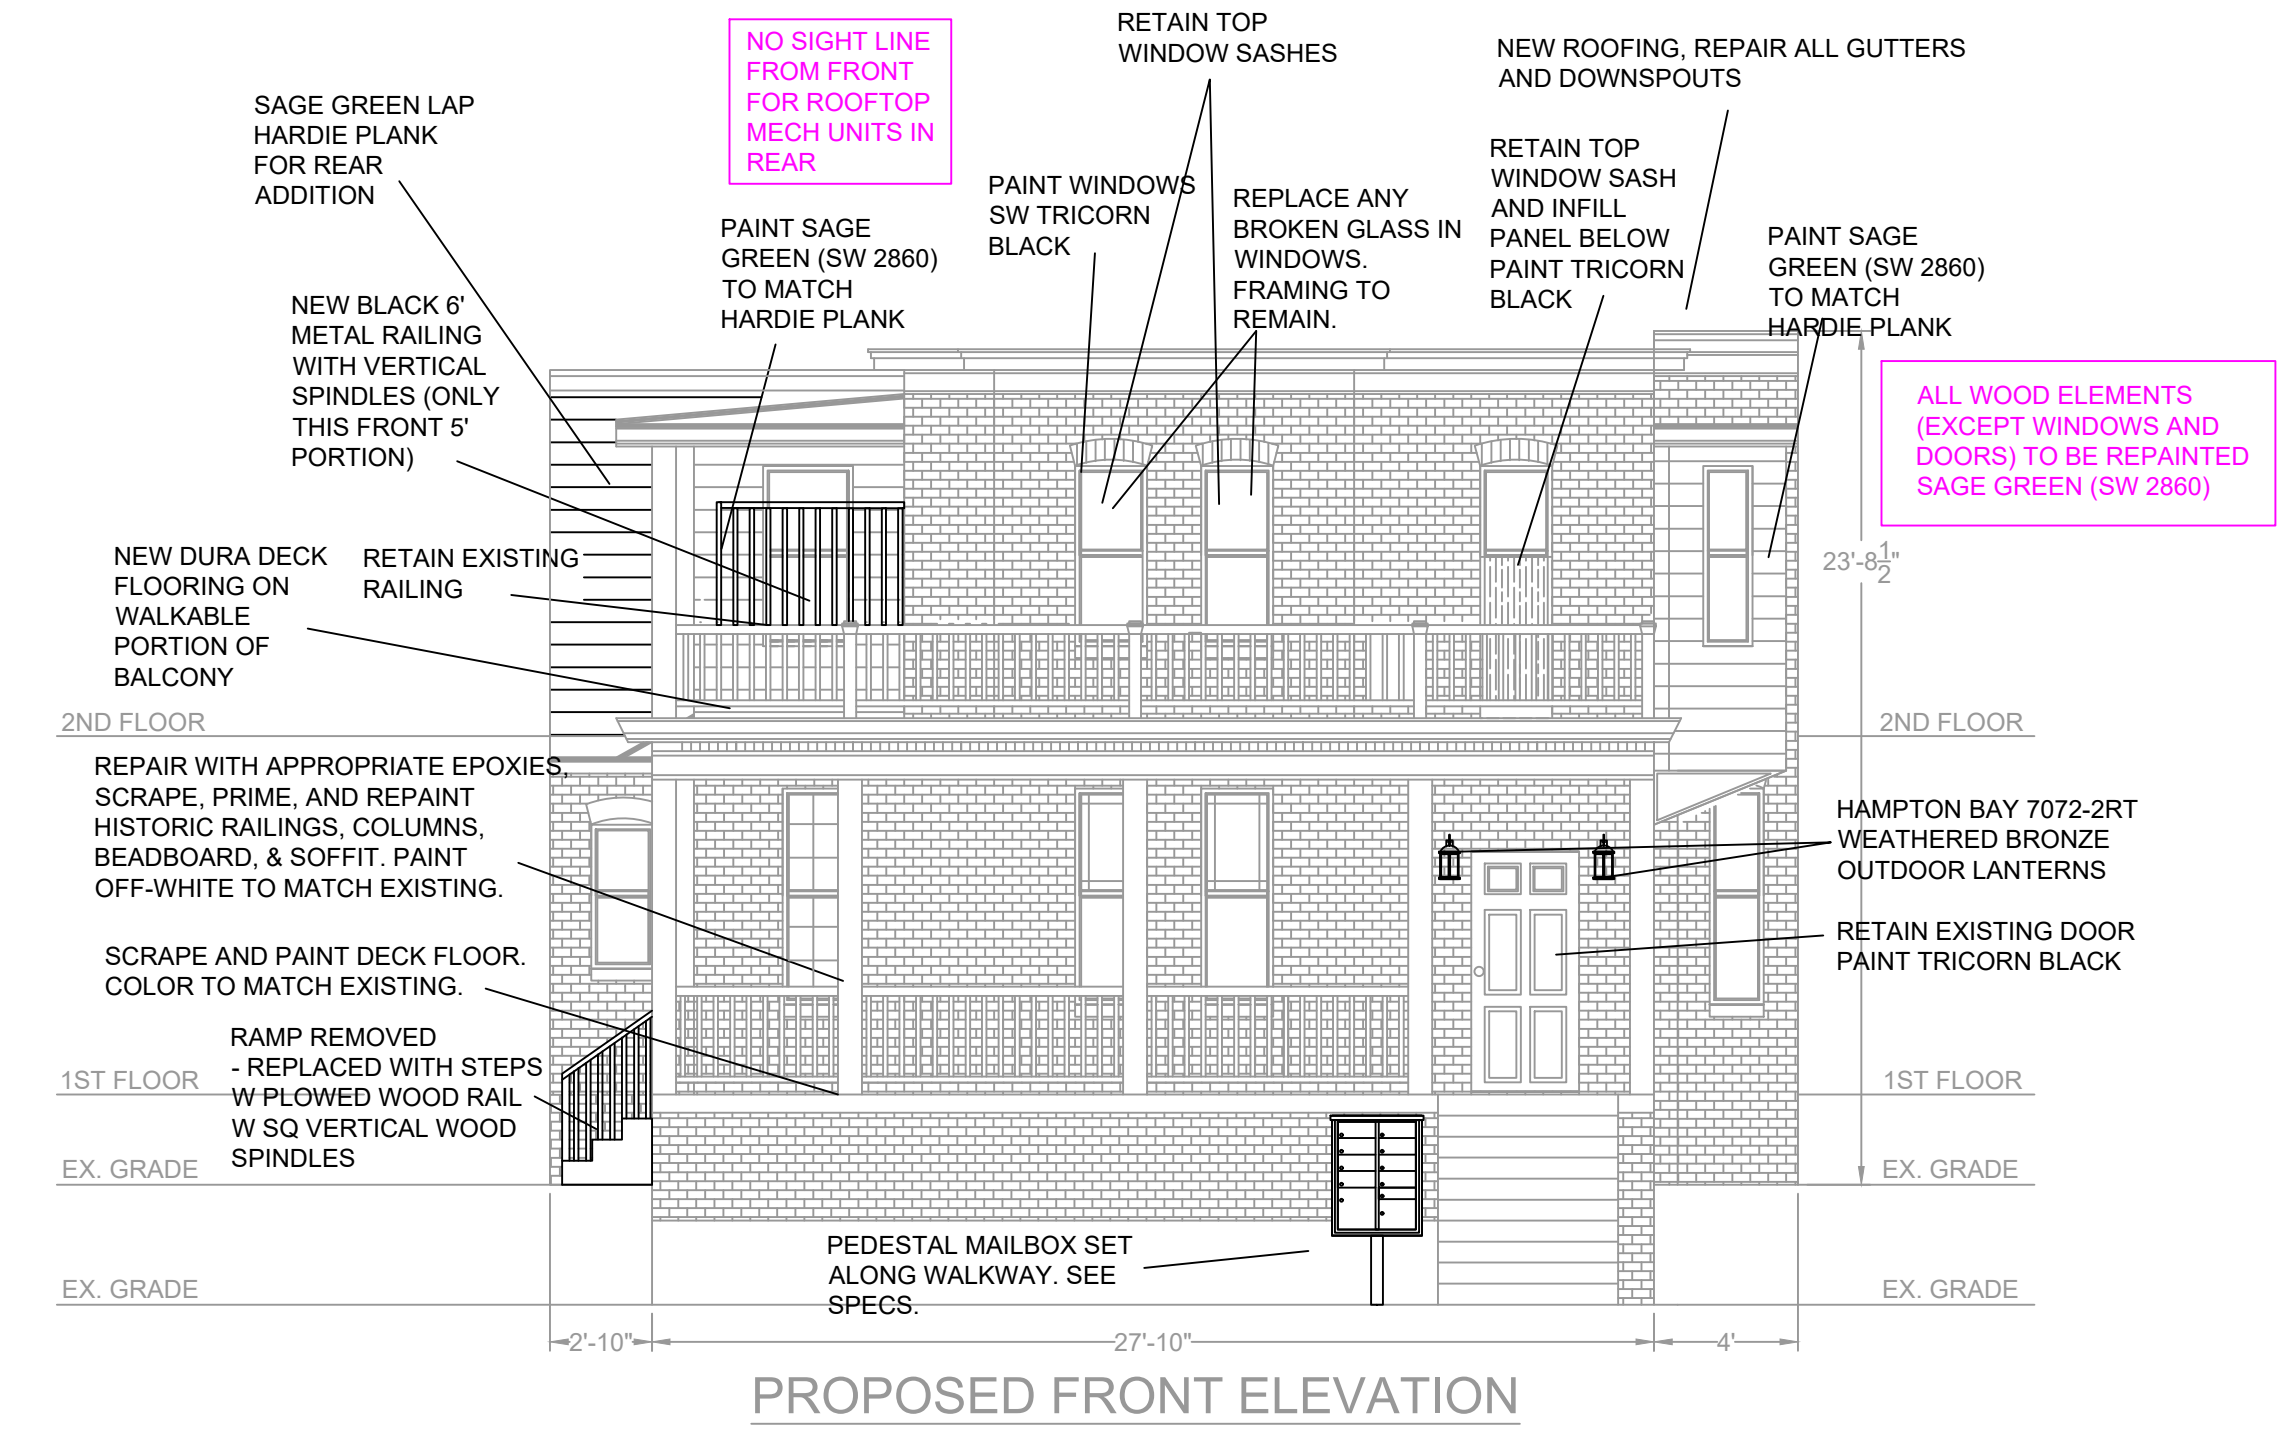 RETAIN TOP
WINDOW SASHES
NO SIGHT LINE
FROM FRONT
FOR ROOFTOP
MECH UNITS IN
REAR
NEW ROOFING, REPAIR ALL GUTTERS
AND DOWNSPOUTS
SAGE GREEN LAP
HARDIE PLANK
FOR REAR
ADDITION
RETAIN TOP
WINDOW SASH
AND INFILL
PANEL BELOW
PAINT TRICORN
BLACK
PAINT WINDOWS
SW TRICORN
BLACK
REPLACE ANY
BROKEN GLASS IN
WINDOWS.
FRAMING TO
REMAIN.
PAINT SAGE
GREEN (SW 2860)
TO MATCH
HARDIE PLANK
PAINT SAGE
GREEN (SW 2860)
TO MATCH
HARDIE PLANK
NEW BLACK 6'
METAL RAILING
WITH VERTICAL
SPINDLES (ONLY
THIS FRONT 5'
PORTION)
ALL WOOD ELEMENTS
(EXCEPT WINDOWS AND
DOORS) TO BE REPAINTED
SAGE GREEN (SW 2860)
NEW DURA DECK
FLOORING ON
WALKABLE
PORTION OF
BALCONY
RETAIN EXISTING
RAILING
23'-8 1/2"
2ND FLOOR
2ND FLOOR
REPAIR WITH APPROPRIATE EPOXIES,
SCRAPE, PRIME, AND REPAINT
HISTORIC RAILINGS, COLUMNS,
BEADBOARD, & SOFFIT. PAINT
OFF-WHITE TO MATCH EXISTING.
HAMPTON BAY 7072-2RT
WEATHERED BRONZE
OUTDOOR LANTERNS
RETAIN EXISTING DOOR
PAINT TRICORN BLACK
SCRAPE AND PAINT DECK FLOOR.
COLOR TO MATCH EXISTING.
RAMP REMOVED
- REPLACED WITH STEPS
W PLOWED WOOD RAIL
W SQ VERTICAL WOOD
SPINDLES
1ST FLOOR
1ST FLOOR
EX. GRADE
EX. GRADE
PEDESTAL MAILBOX SET
ALONG WALKWAY. SEE
SPECS.
EX. GRADE
EX. GRADE
2'-10"
27'-10"
4'
PROPOSED FRONT ELEVATION